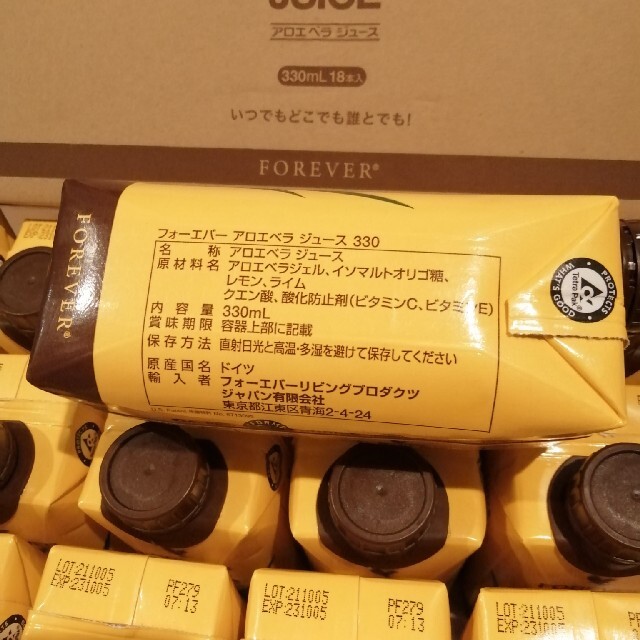 JUICE
アロエベラ ジュース
330mL 18本入
いつでもどこでも誰とでも!
FOREVER®
FOREVER®
フォーエバー アロエベラ ジュース 330
名 称 アロエベラ ジュース
原材料名 アロエベラジェル、イソマルトオリゴ糖、
レモン、ライム
クエン酸、酸化防止剤(ビタミンC、ビタミンE)
内 容 量 330mL
賞味期限 容器上部に記載
保存方法 直射日光と高温・多湿を避けて保存してください
原産国名 ドイツ
輸 入 者 フォーエバーリビングプロダクツ
ジャパン有限会社
東京都江東区青海2-4-24
Tetra Pak®
PROTECTS
WHAT'S GOOD
LOT:211005
EXP:231005
PF279
07:13
LOT:211005
EXP:231005
PF279
07:13
LOT:211005
EXP:231005